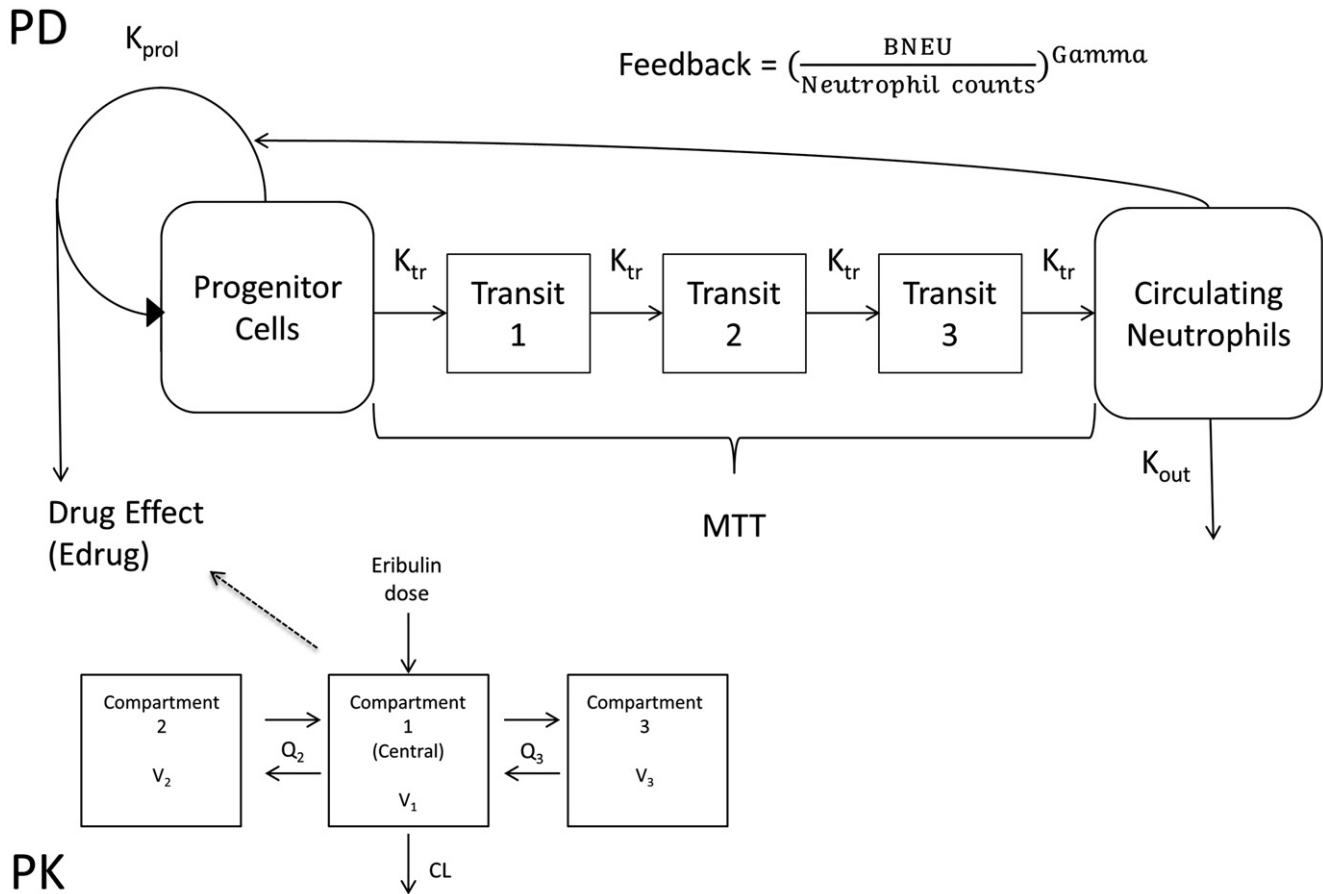 PD
K_prol
Feedback = (BNEU / Neutrophil counts)^Gamma
Progenitor
Cells
K_tr
Transit
1
K_tr
Transit
2
K_tr
Transit
3
K_tr
Circulating
Neutrophils
K_out
MTT
Drug Effect
(Edrug)
Eribulin
dose
Compartment
2
V_2
Q_2
Compartment
1
(Central)
V_1
Q_3
Compartment
3
V_3
CL
PK